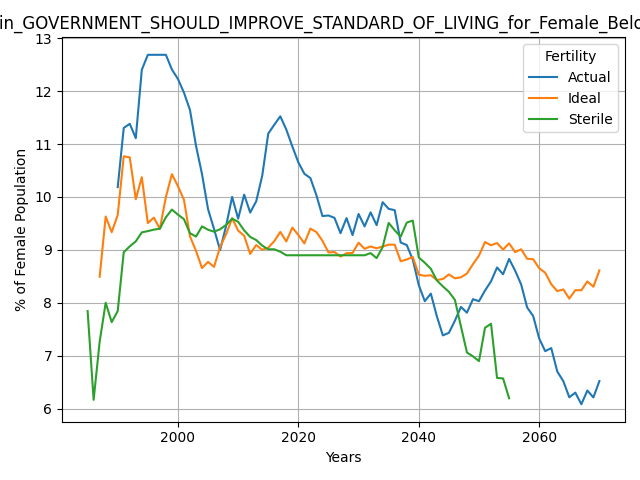 in_GOVERNMENT_SHOULD_IMPROVE_STANDARD_OF_LIVING_for_Female_Belo
13
12
11
10
9
8
7
6
% of Female Population
Fertility
Actual
Ideal
Sterile
2000
2020
2040
2060
Years